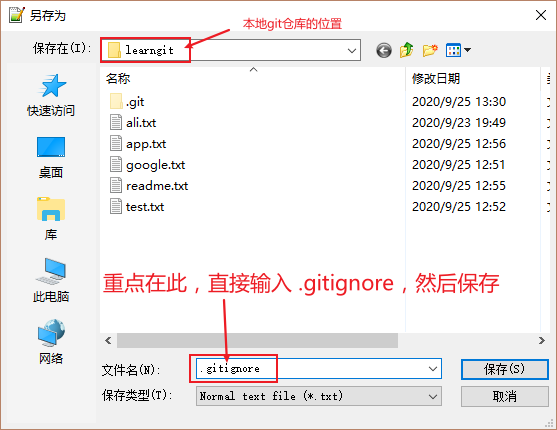 另存为
本地git仓库的位置
保存在(I):
learngit
名称
修改日期
.git
2020/9/25 13:30
ali.txt
2020/9/23 19:49
app.txt
2020/9/25 12:56
google.txt
2020/9/25 12:51
readme.txt
2020/9/25 12:55
test.txt
2020/9/25 12:52
快速访问
桌面
库
此电脑
网络
重点在此，直接输入 .gitignore，然后保存
文件名(N):
.gitignore
保存(S)
保存类型(T):
Normal text file (*.txt)
取消